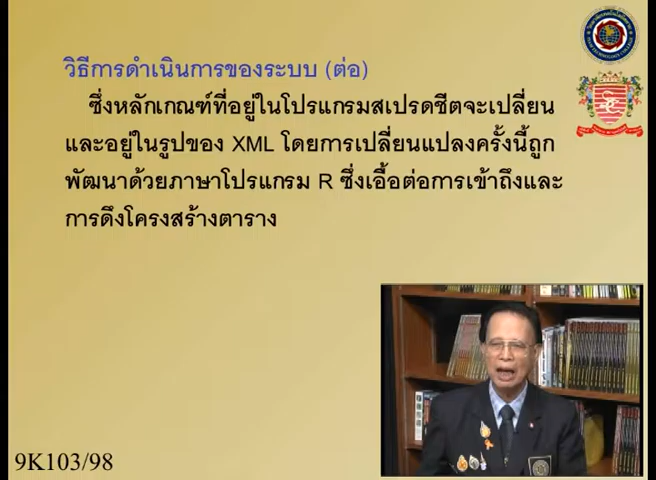 วิธีการดำเนินการของระบบ (ต่อ)
ซึ่งหลักเกณฑ์ที่อยู่ในโปรแกรมสเปรดชีตจะเปลี่ยน
และอยู่ในรูปของ XML โดยการเปลี่ยนแปลงครั้งนี้ถูก
พัฒนาด้วยภาษาโปรแกรม R ซึ่งเอื้อต่อการเข้าถึงและ
การดึงโครงสร้างตาราง
9K103/98